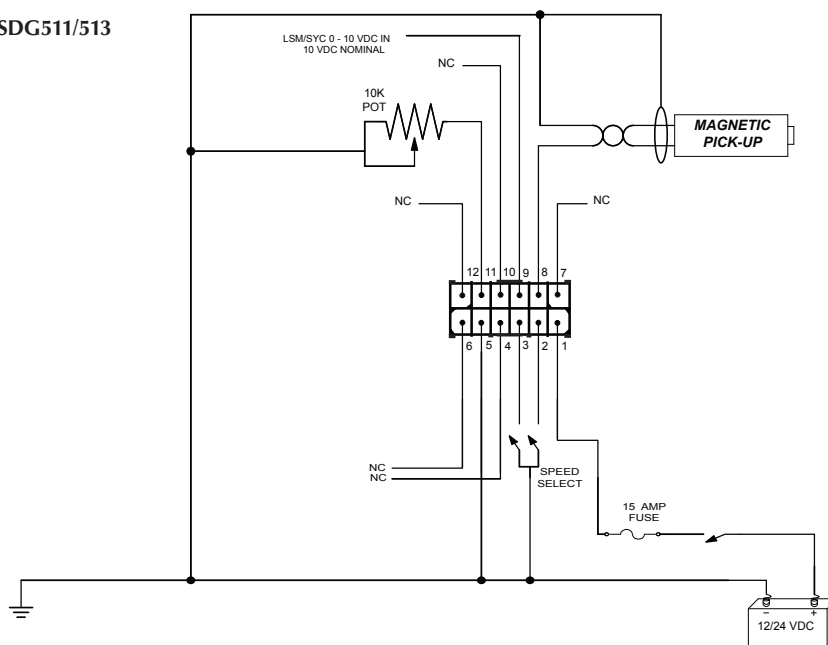 SDG511/513
LSM/SYC 0 - 10 VDC IN
10 VDC NOMINAL
NC
10K
POT
MAGNETIC
PICK-UP
NC
NC
12 11 10 9 8 7
6 5 4 3 2 1
NC
NC
SPEED
SELECT
15 AMP
FUSE
− +
12/24 VDC